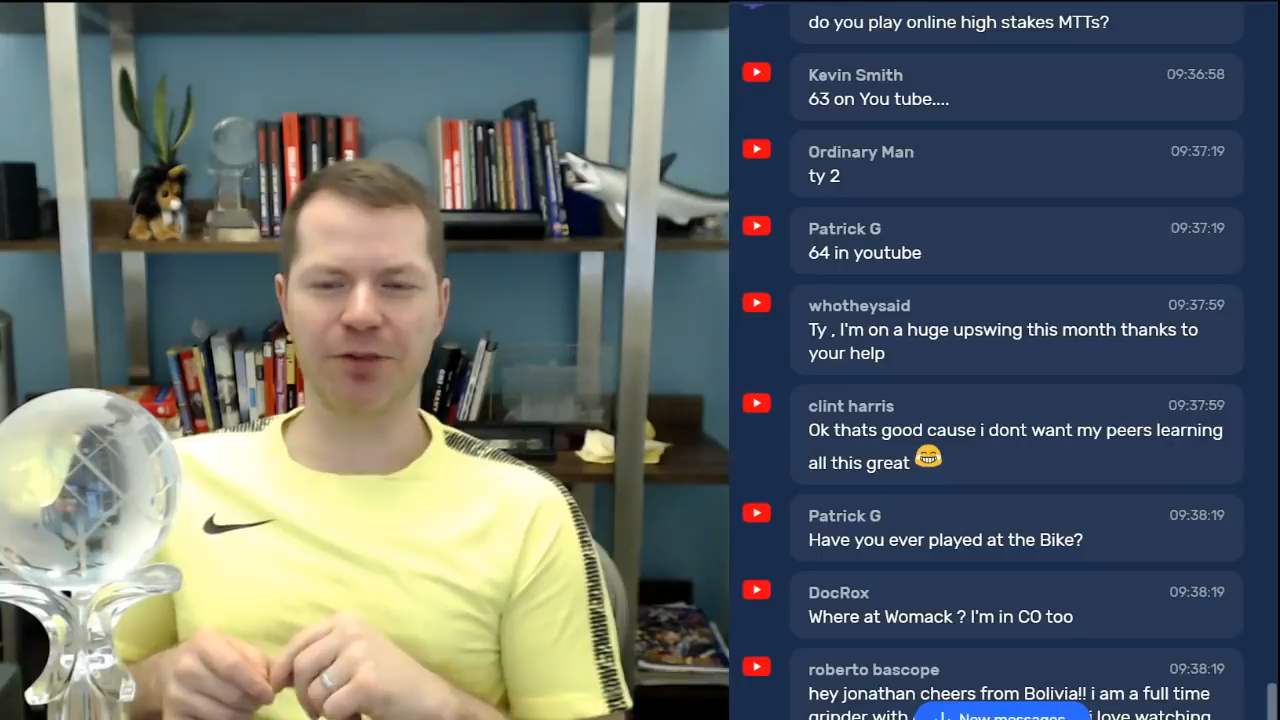 do you play online high stakes MTTs?
Kevin Smith 09:36:58
63 on You tube....
Ordinary Man 09:37:19
ty 2
Patrick G 09:37:19
64 in youtube
whotheysaid 09:37:59
Ty , I'm on a huge upswing this month thanks to
your help
clint harris 09:37:59
Ok thats good cause i dont want my peers learning
all this great 😂
Patrick G 09:38:19
Have you ever played at the Bike?
DocRox 09:38:19
Where at Womack ? I'm in CO too
roberto bascope 09:38:19
hey jonathan cheers from Bolivia!! i am a full time
grinder with i love watching
New messages